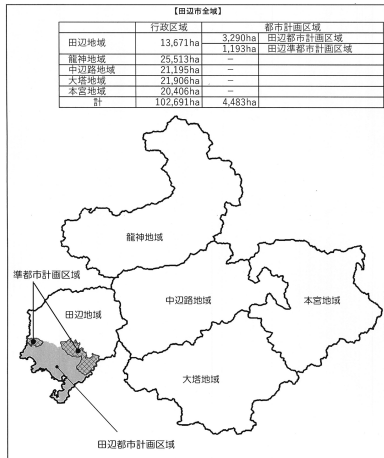 【田辺市全域】
行政区域 都市計画区域
田辺地域 13,671ha 3,290ha 田辺都市計画区域
1,193ha 田辺準都市計画区域
龍神地域 25,513ha −
中辺路地域 21,195ha −
大塔地域 21,906ha −
本宮地域 20,406ha −
計 102,691ha 4,483ha
龍神地域
準都市計画区域
中辺路地域
本宮地域
田辺地域
大塔地域
田辺都市計画区域